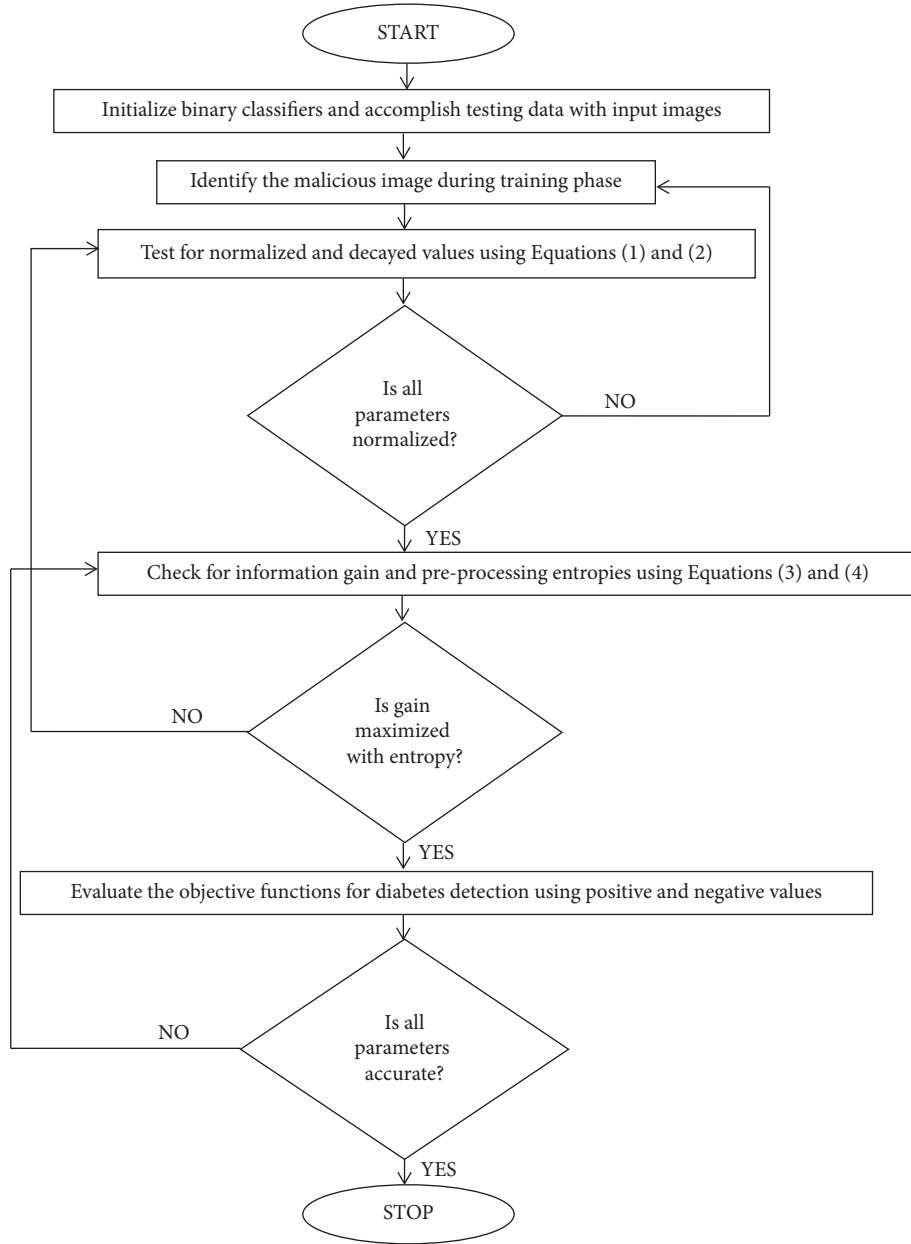 START
Initialize binary classifiers and accomplish testing data with input images
Identify the malicious image during training phase
Test for normalized and decayed values using Equations (1) and (2)
Is all
parameters
normalized?
NO
YES
Check for information gain and pre-processing entropies using Equations (3) and (4)
Is gain
maximized
with entropy?
NO
YES
Evaluate the objective functions for diabetes detection using positive and negative values
Is all
parameters
accurate?
NO
YES
STOP